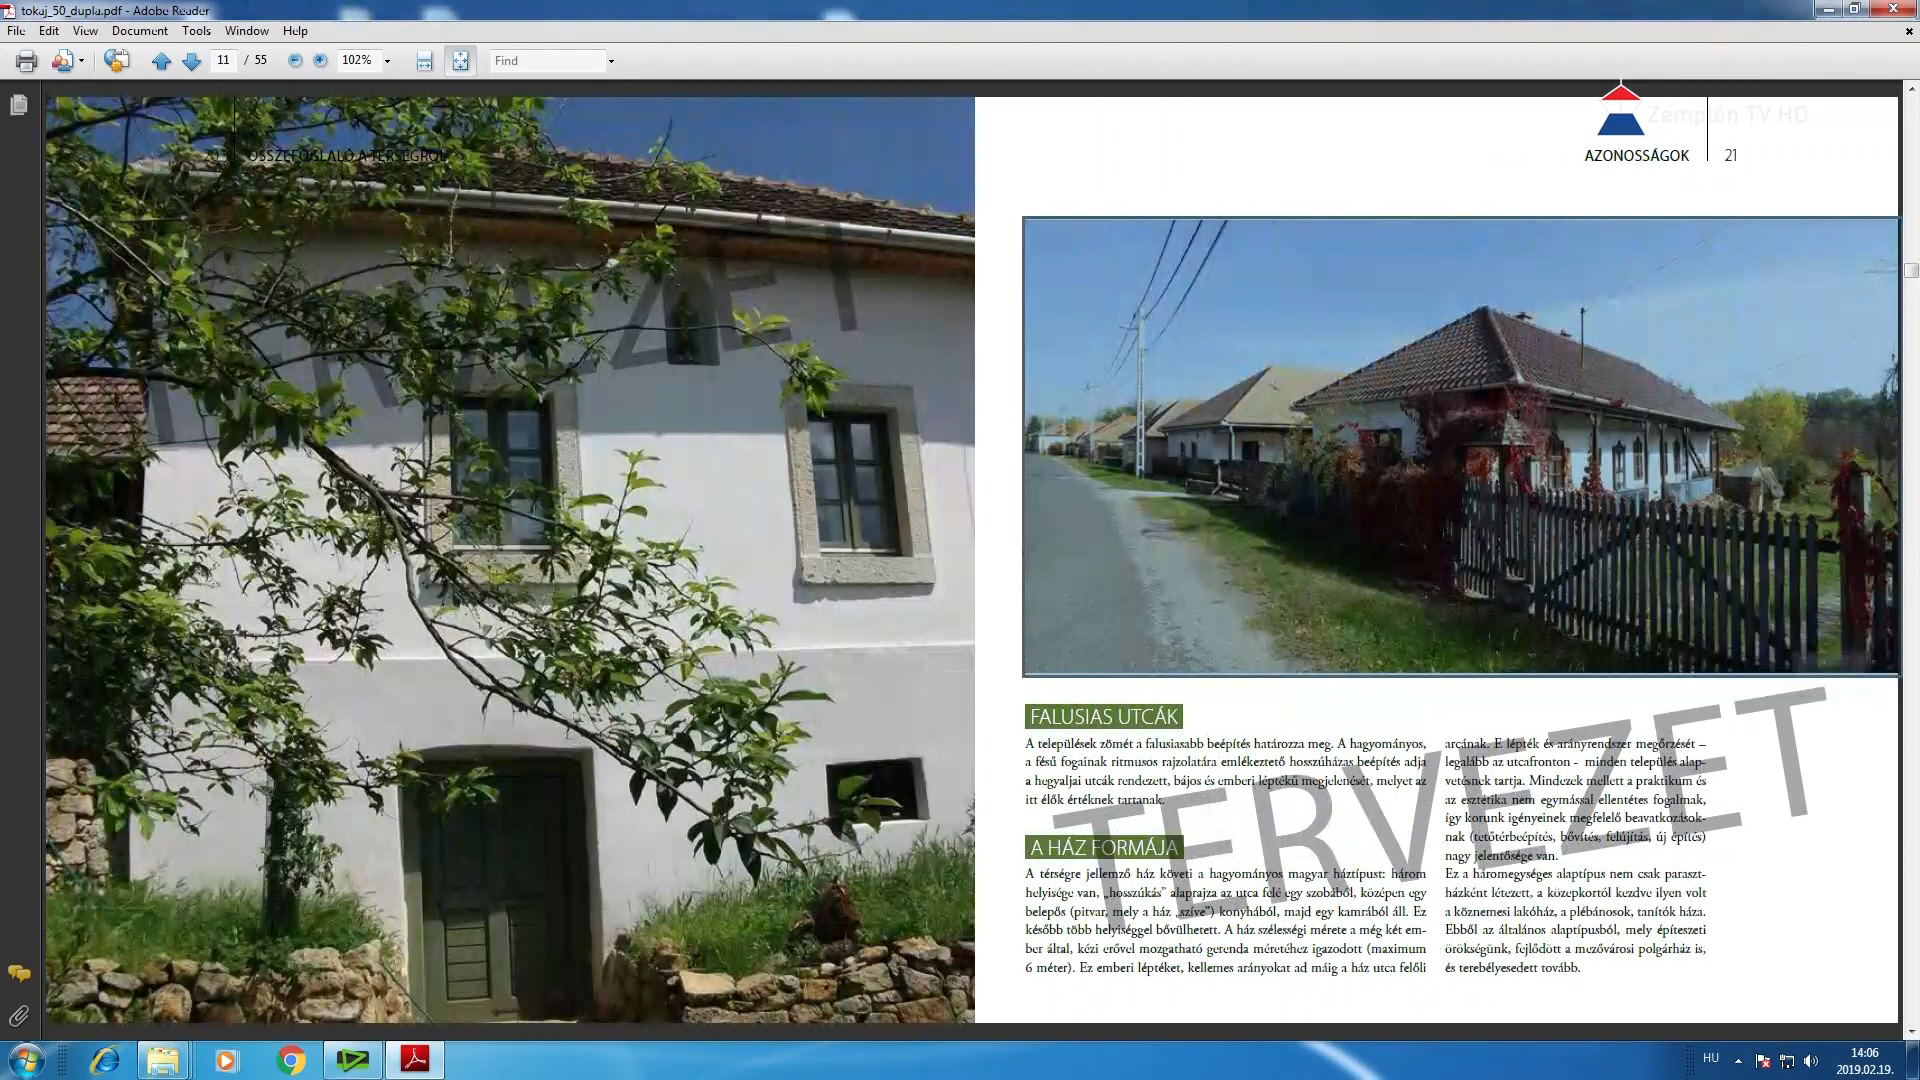 tokaj_50_dupla.pdf - Adobe Reader
File Edit View Document Tools Window Help
11 / 55 102% Find
Zemplén TV HD
20 ÖSSZEFOGLALÓ A TÉRSÉGRŐL
AZONOSSÁGOK 21
TERVEZET
FALUSIAS UTCÁK
A települések zömét a falusiasabb beépítés határozza meg. A hagyományos,
a fésű fogainak ritmusos rajzolatára emlékeztető hosszúházas beépítés adja
a hegyaljai utcák rendezett, bájos és emberi léptékű megjelenését, melyet az
itt élők értéknek tartanak.
A HÁZ FORMÁJA
A térségre jellemző ház követi a hagyományos magyar háztípust: három
helyisége van, „hosszúkás” alaprajza az utca felé egy szobából, középen egy
belepős (pitvar, mely a ház „szíve”) konyhából, majd egy kamrából áll. Ez
később több helyiséggel bővülhetett. A ház szélességi mérete a még két em-
ber által, kézi erővel mozgatható gerenda méretéhez igazodott (maximum
6 méter). Ez emberi léptéket, kellemes arányokat ad máig a ház utca felőli
arcának. E lépték és arányrendszer megőrzését –
legalább az utcafronton - minden település alap-
vetésnek tartja. Mindezek mellett a praktikum és
az esztétika nem egymással ellentétes fogalmak,
így korunk igényeinek megfelelő beavatkozások-
nak (tetőtérbeépítés, bővítés, felújítás, új építés)
nagy jelentősége van.
Ez a háromegységes alaptípus nem csak paraszt-
házként létezett, a középkortól kezdve ilyen volt
a köznemesi lakóház, a plébánosok, tanítók háza.
Ebből az általános alaptípusból, mely építeszeti
örökségünk, fejlődött a mezővárosi polgárház is,
és terebélyesedett tovább.
TERVEZET
HU
14:06
2019.02.19.